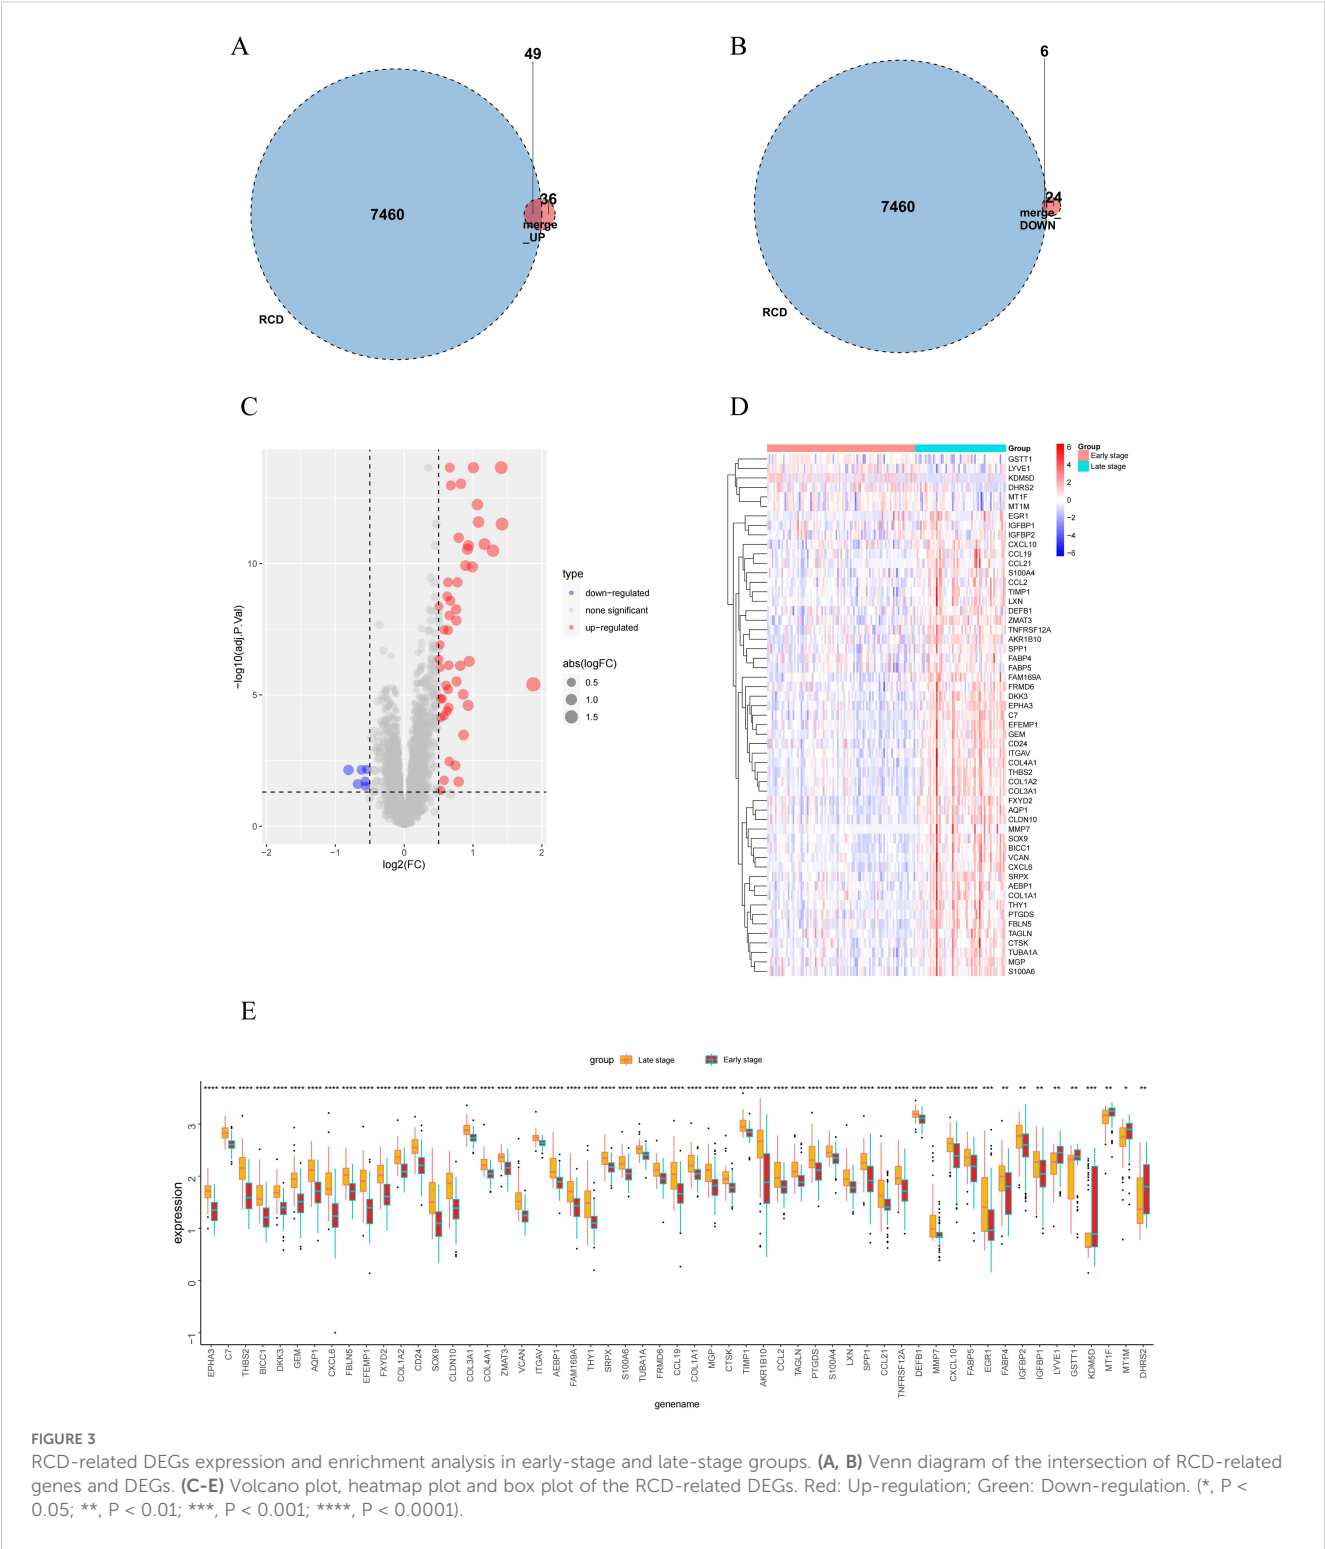 A
B
49
6
36
24
7460
7460
merge
_UP
merge_
DOWN
RCD
RCD
C
D
−log10(adj.P.Val)
10
5
0
−2
−1
0
1
2
log2(FC)
type
down−regulated
none significant
up−regulated
abs(logFC)
0.5
1.0
1.5
Group
GSTT1
LYVE1
KDM5D
DHRS2
MT1F
MT1M
EGR1
IGFBP1
IGFBP2
CXCL10
CCL19
CCL21
S100A4
CCL2
TIMP1
LXN
DEFB1
ZMAT3
TNFRSF12A
AKR1B10
SPP1
FABP4
FABP5
FAM169A
FRMD6
DKK3
EPHA3
C7
EFEMP1
GEM
CD24
ITGAV
COL4A1
THBS2
COL1A2
COL3A1
FXYD2
AQP1
CLDN10
MMP7
SOX9
BICC1
VCAN
CXCL6
SRPX
AEBP1
COL1A1
THY1
PTGDS
FBLN5
TAGLN
CTSK
TUBA1A
MGP
S100A6
6
4
2
0
−2
−4
−6
Group
Early stage
Late stage
E
group
Late stage
Early stage
**** **** **** **** **** **** **** **** **** **** **** **** **** **** **** **** **** **** **** **** **** **** **** **** **** **** **** **** **** **** **** **** **** **** **** **** **** **** **** **** **** **** **** **** **** *** ** ** ** ** ** *** ** * **
expression
3
2
1
0
−1
EPHA3
C7
THBS2
BICC1
DKK3
GEM
AQP1
CXCL6
FBLN5
EFEMP1
FXYD2
COL1A2
CD24
SOX9
CLDN10
COL3A1
COL4A1
ZMAT3
VCAN
ITGAV
AEBP1
FAM169A
THY1
SRPX
S100A6
TUBA1A
FRMD6
CCL19
COL1A1
MGP
CTSK
TIMP1
AKR1B10
CCL2
TAGLN
PTGDS
S100A4
LXN
SPP1
CCL21
TNFRSF12A
DEFB1
MMP7
CXCL10
FABP5
EGR1
FABP4
IGFBP2
IGFBP1
LYVE1
GSTT1
KDM5D
MT1F
MT1M
DHRS2
genename
FIGURE 3
RCD-related DEGs expression and enrichment analysis in early-stage and late-stage groups. (A, B) Venn diagram of the intersection of RCD-related
genes and DEGs. (C-E) Volcano plot, heatmap plot and box plot of the RCD-related DEGs. Red: Up-regulation; Green: Down-regulation. (*, P <
0.05; **, P < 0.01; ***, P < 0.001; ****, P < 0.0001).